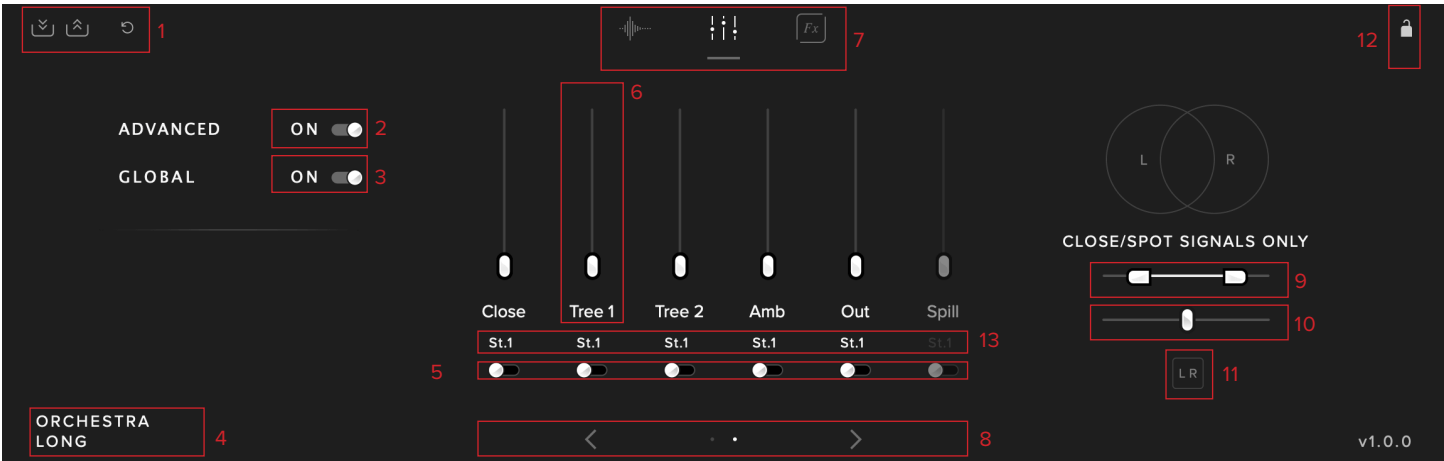 1
7
Fx
12
6
ADVANCED ON 2
GLOBAL ON 3
L R
CLOSE/SPOT SIGNALS ONLY
9
10
Close Tree 1 Tree 2 Amb Out Spill
St.1 St.1 St.1 St.1 St.1 St.1 13
5
L R 11
ORCHESTRA
LONG
4
8
v1.0.0